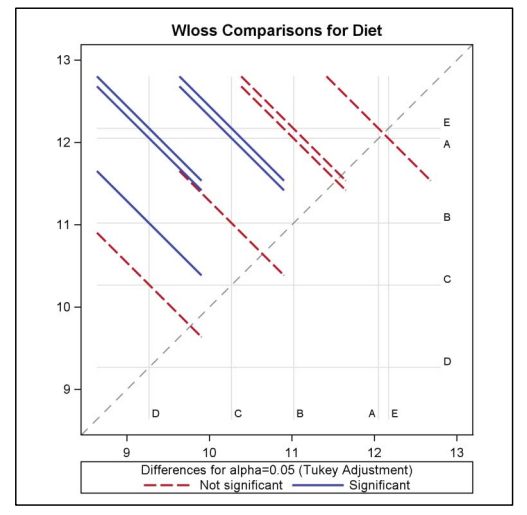 Wloss Comparisons for Diet
13
12
11
10
9
E
A
B
C
D
D
C
B
A
E
9
10
11
12
13
Differences for alpha=0.05 (Tukey Adjustment)
Not significant
Significant